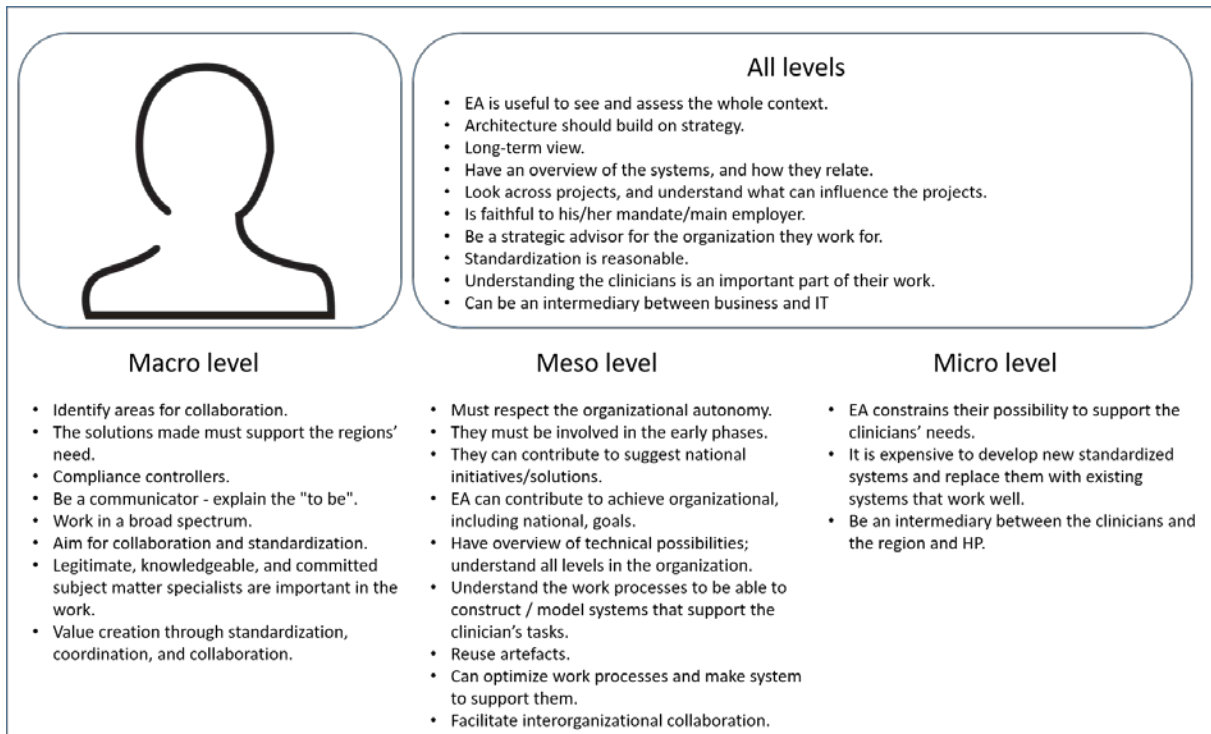 All levels
• EA is useful to see and assess the whole context.
• Architecture should build on strategy.
• Long-term view.
• Have an overview of the systems, and how they relate.
• Look across projects, and understand what can influence the projects.
• Is faithful to his/her mandate/main employer.
• Be a strategic advisor for the organization they work for.
• Standardization is reasonable.
• Understanding the clinicians is an important part of their work.
• Can be an intermediary between business and IT
Macro level
• Identify areas for collaboration.
• The solutions made must support the regions'
need.
• Compliance controllers.
• Be a communicator - explain the "to be".
• Work in a broad spectrum.
• Aim for collaboration and standardization.
• Legitimate, knowledgeable, and committed
subject matter specialists are important in the
work.
• Value creation through standardization,
coordination, and collaboration.
Meso level
• Must respect the organizational autonomy.
• They must be involved in the early phases.
• They can contribute to suggest national
initiatives/solutions.
• EA can contribute to achieve organizational,
including national, goals.
• Have overview of technical possibilities;
understand all levels in the organization.
• Understand the work processes to be able to
construct / model systems that support the
clinician's tasks.
• Reuse artefacts.
• Can optimize work processes and make system
to support them.
• Facilitate interorganizational collaboration.
Micro level
• EA constrains their possibility to support the
clinicians' needs.
• It is expensive to develop new standardized
systems and replace them with existing
systems that work well.
• Be an intermediary between the clinicians and
the region and HP.